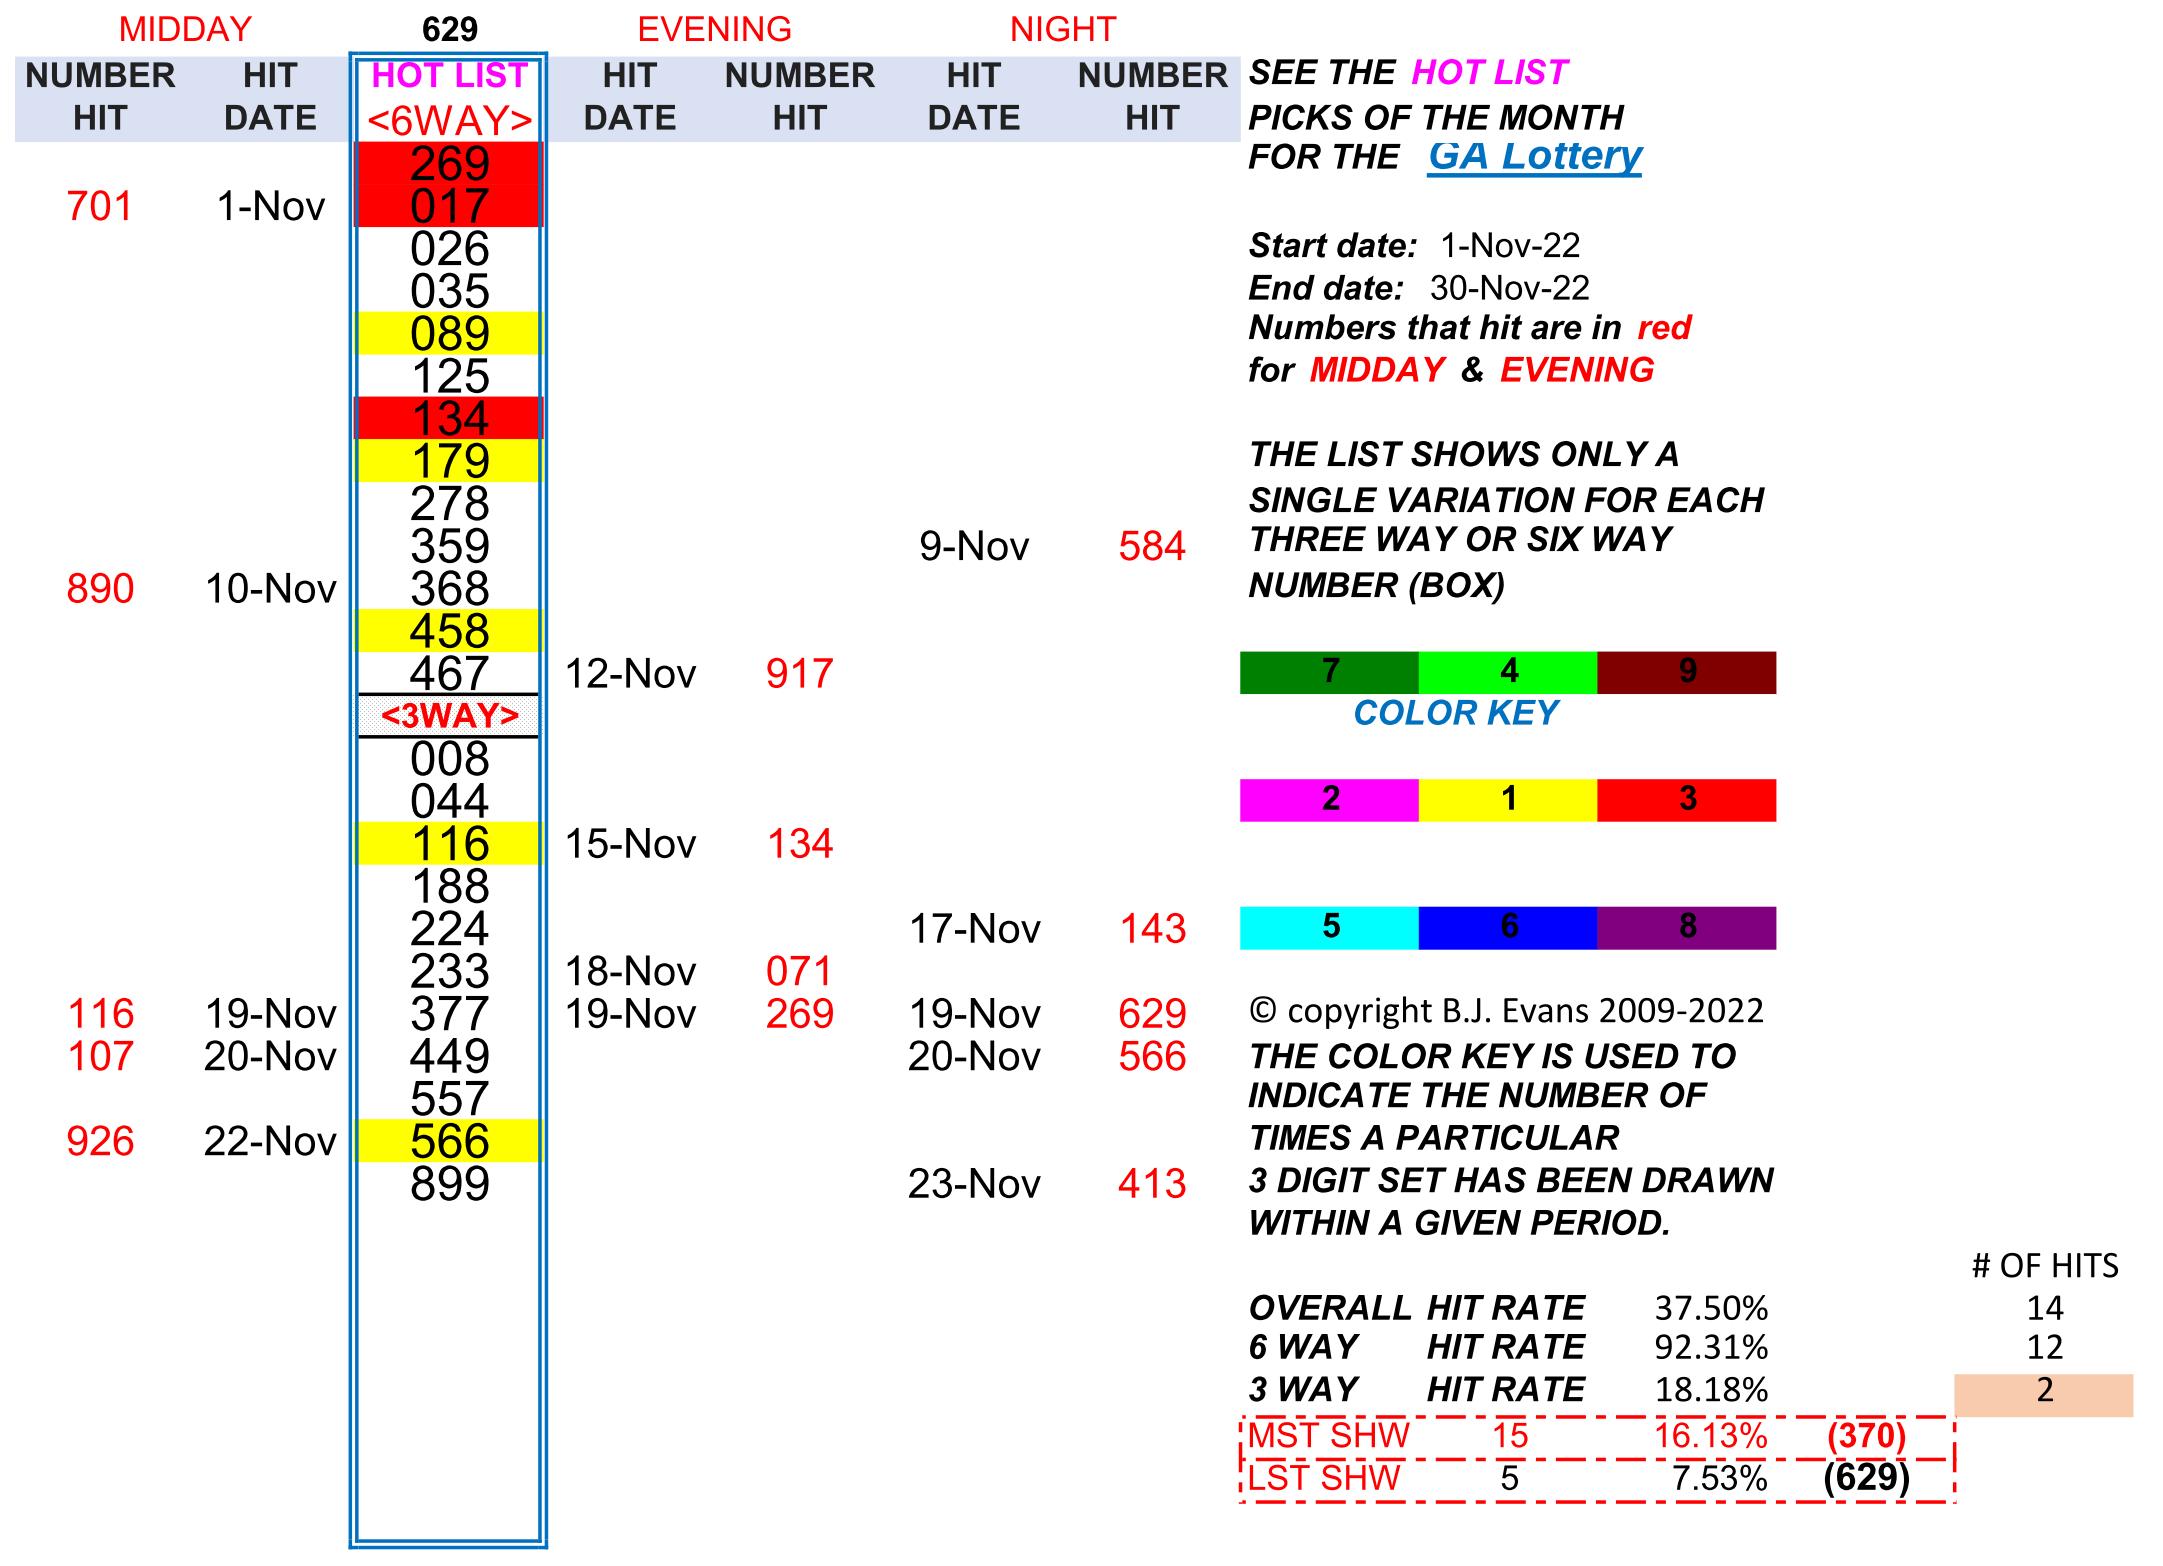 MIDDAY 629 EVENING NIGHT
NUMBER HIT HOT LIST HIT NUMBER HIT NUMBER SEE THE HOT LIST
HIT DATE <6WAY> DATE HIT DATE HIT PICKS OF THE MONTH
269 FOR THE GA Lottery
701 1-Nov 017
026 Start date: 1-Nov-22
035 End date: 30-Nov-22
089 Numbers that hit are in red
125 for MIDDAY & EVENING
134
179 THE LIST SHOWS ONLY A
278 SINGLE VARIATION FOR EACH
359 9-Nov 584 THREE WAY OR SIX WAY
890 10-Nov 368 NUMBER (BOX)
458
467 12-Nov 917 7 4 9
<3WAY> COLOR KEY
008
044 2 1 3
116 15-Nov 134
188
224 17-Nov 143 5 6 8
233 18-Nov 071
116 19-Nov 377 19-Nov 269 19-Nov 629 © copyright B.J. Evans 2009-2022
107 20-Nov 449 20-Nov 566 THE COLOR KEY IS USED TO
557 INDICATE THE NUMBER OF
926 22-Nov 566 TIMES A PARTICULAR
899 23-Nov 413 3 DIGIT SET HAS BEEN DRAWN
WITHIN A GIVEN PERIOD.
# OF HITS
OVERALL HIT RATE 37.50% 14
6 WAY HIT RATE 92.31% 12
3 WAY HIT RATE 18.18% 2
MST SHW 15 16.13% (370)
LST SHW 5 7.53% (629)